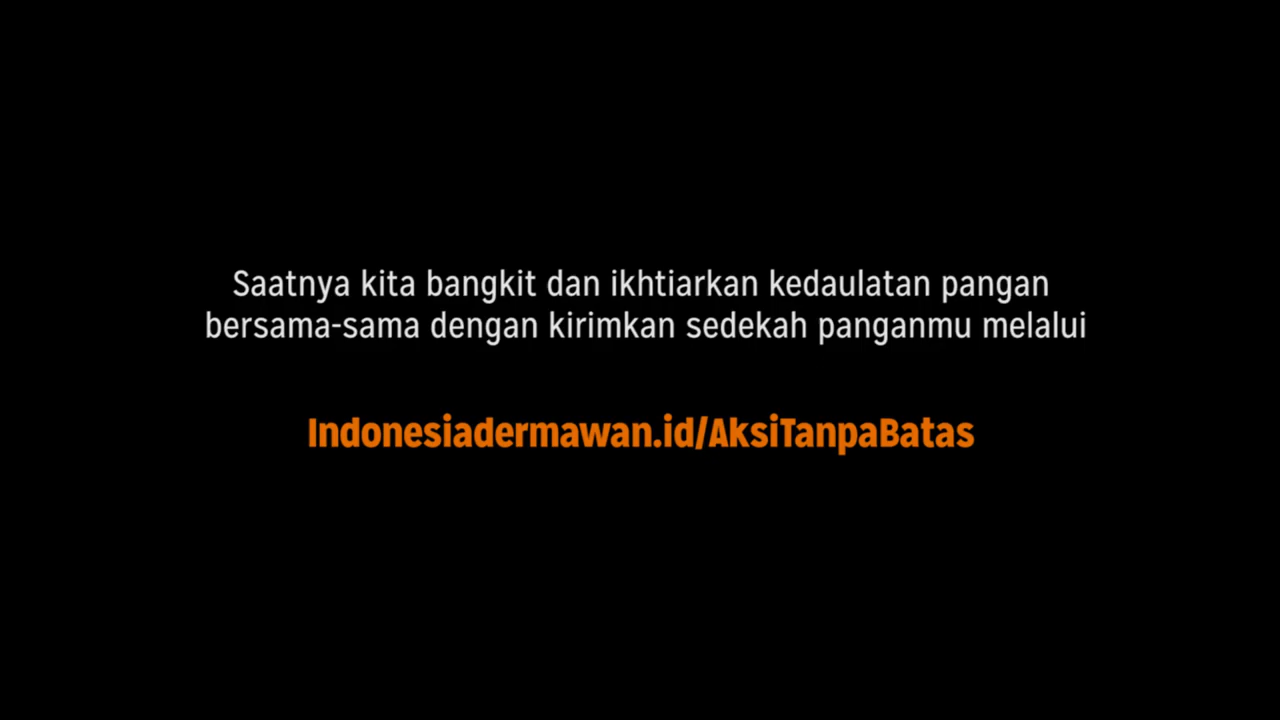 Saatnya kita bangkit dan ikhtiarkan kedaulatan pangan
bersama-sama dengan kirimkan sedekah panganmu melalui
Indonesiadermawan.id/AksiTanpaBatas